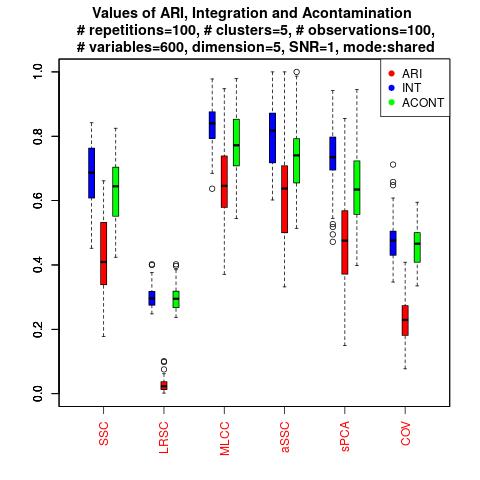 Values of ARI, Integration and Acontamination
# repetitions=100, # clusters=5, # observations=100,
# variables=600, dimension=5, SNR=1, mode:shared
ARI
INT
ACONT
1.0
0.8
0.6
0.4
0.2
0.0
SSC
LRSC
MLCC
aSSC
sPCA
COV